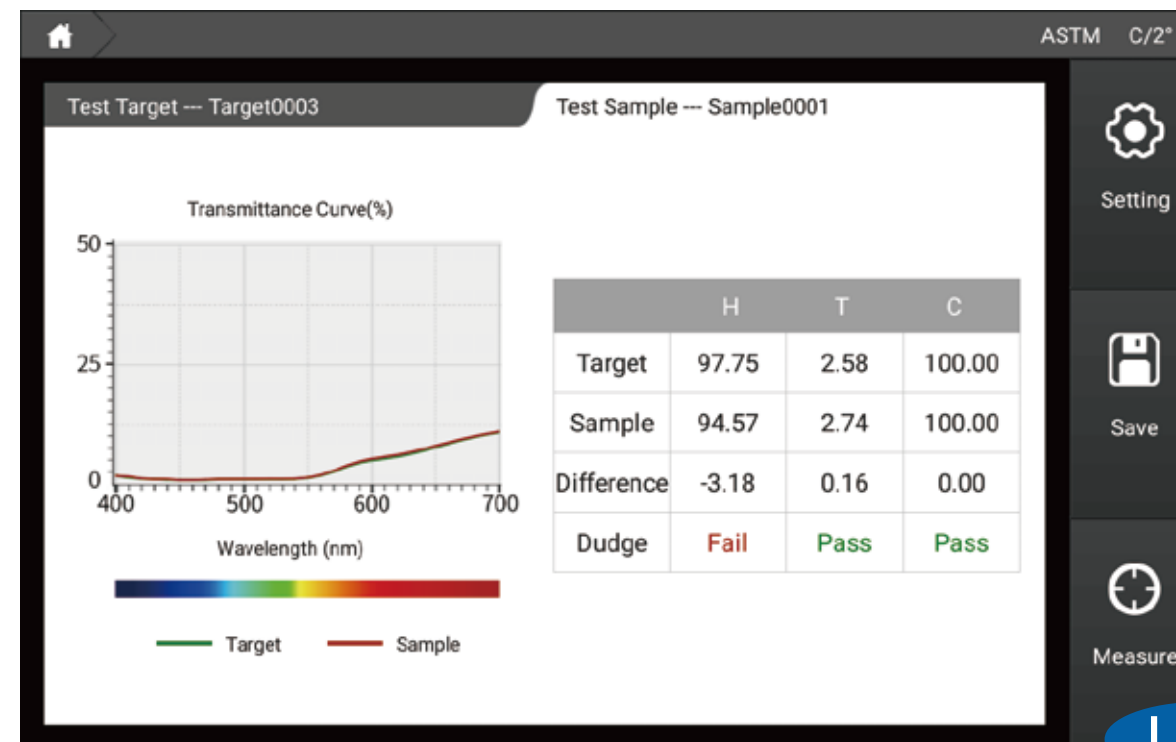 ASTM C/2°
Test Target --- Target0003
Test Sample --- Sample0001
Setting
Transmittance Curve(%)
50
25
0
400 500 600 700
Wavelength (nm)
Target Sample
H T C
Target 97.75 2.58 100.00
Sample 94.57 2.74 100.00
Difference -3.18 0.16 0.00
Dudge Fail Pass Pass
Save
Measure